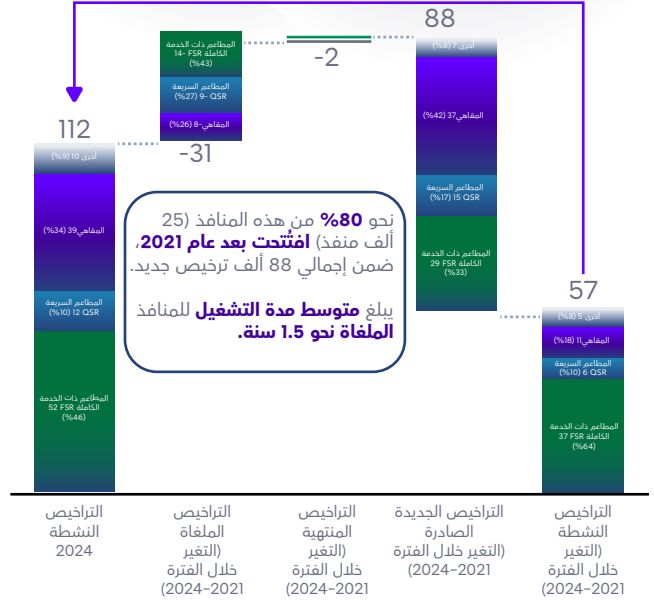 57
أخرى 5 (8%)
المقاهي11 (18%)
المطاعم السريعة
QSR 6 (10%)
المطاعم ذات الخدمة
الكاملة FSR 37
(64%)
التراخيص
النشطة
(التغير
خلال الفترة
2021–2024)
88
أخرى 7 (8%)
المقاهي37 (42%)
المطاعم السريعة
QSR 15 (17%)
المطاعم ذات الخدمة
الكاملة FSR 29
(33%)
التراخيص الجديدة
الصادرة
(التغير خلال الفترة
2021–2024)
-2
التراخيص
المنتهية
(التغير
خلال الفترة
2021–2024)
المطاعم ذات الخدمة
الكاملة FSR -14
(43%)
المطاعم السريعة
QSR -9 (27%)
المقاهي-8 (26%)
-31
التراخيص
الملغاة
(التغير
خلال الفترة
2021–2024)
112
أخرى 10 (9%)
المقاهي39 (34%)
المطاعم السريعة
QSR 12 (10%)
المطاعم ذات الخدمة
الكاملة FSR 52
(46%)
التراخيص
النشطة
2024
نحو 80% من هذه المنافذ (25
ألف منفذ) افتُتحت بعد عام 2021،
ضمن إجمالي 88 ألف ترخيص جديد.
يبلغ متوسط مدة التشغيل للمنافذ
الملغاة نحو 1.5 سنة.